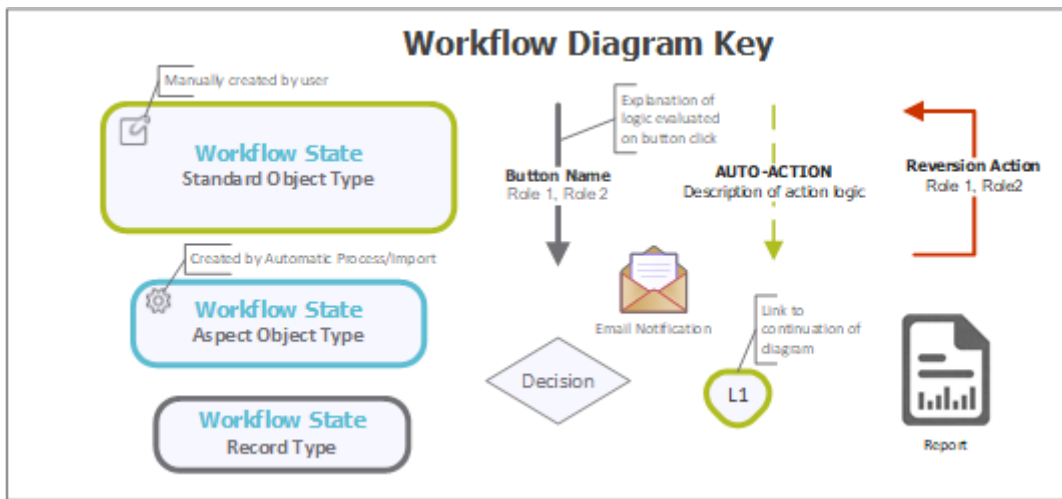 Workflow Diagram Key
Manually created by user
Workflow State
Standard Object Type
Created by Automatic Process/Import
Workflow State
Aspect Object Type
Workflow State
Record Type
Explanation of
logic evaluated
on button click
Button Name
Role 1, Role 2
AUTO-ACTION
Description of action logic
Reversion Action
Role 1, Role2
Email Notification
Decision
Link to
continuation of
diagram
L1
Report